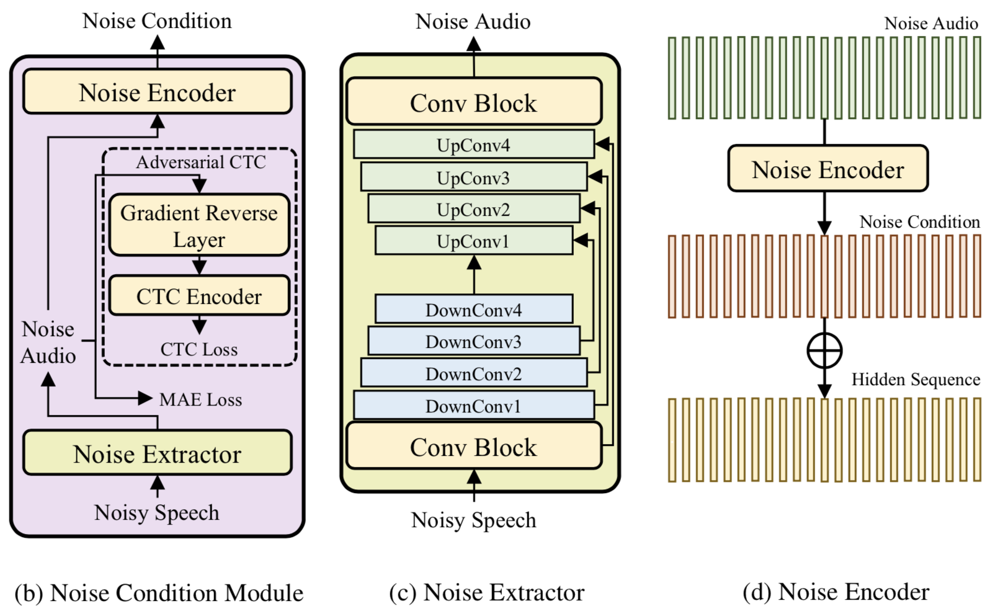 Noise Condition
Noise Encoder
Adversarial CTC
Gradient Reverse
Layer
CTC Encoder
CTC Loss
Noise
Audio
MAE Loss
Noise Extractor
Noisy Speech
(b) Noise Condition Module
Noise Audio
Conv Block
UpConv4
UpConv3
UpConv2
UpConv1
DownConv4
DownConv3
DownConv2
DownConv1
Conv Block
Noisy Speech
(c) Noise Extractor
Noise Audio
Noise Encoder
Noise Condition
Hidden Sequence
(d) Noise Encoder